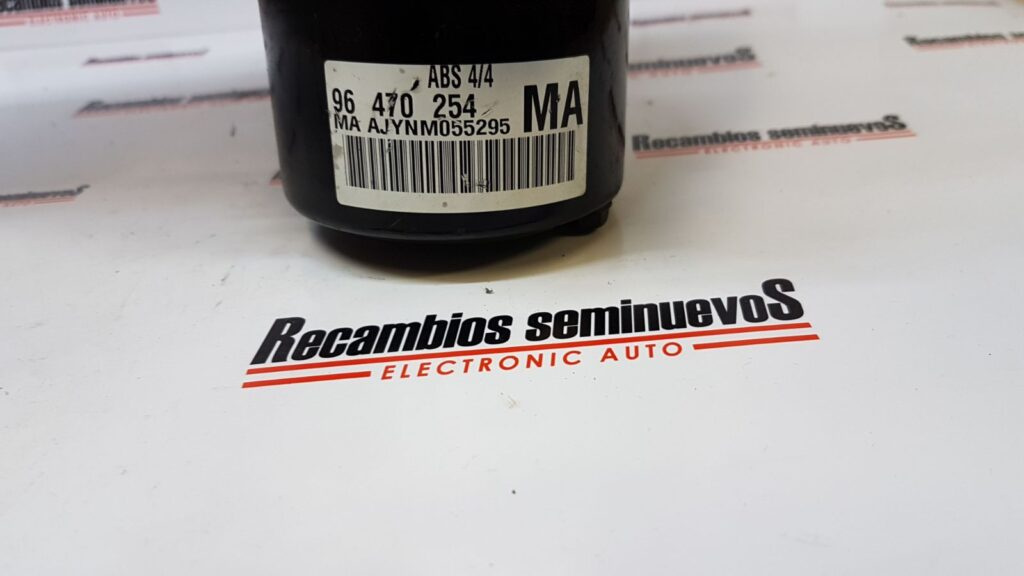 ABS 4/4
96 470 254 MA
MA AJYNM055295
Recambios seminuevoS
ELECTRONIC AUTO
Recambios seminuevoS
ELECTRONIC AUTO